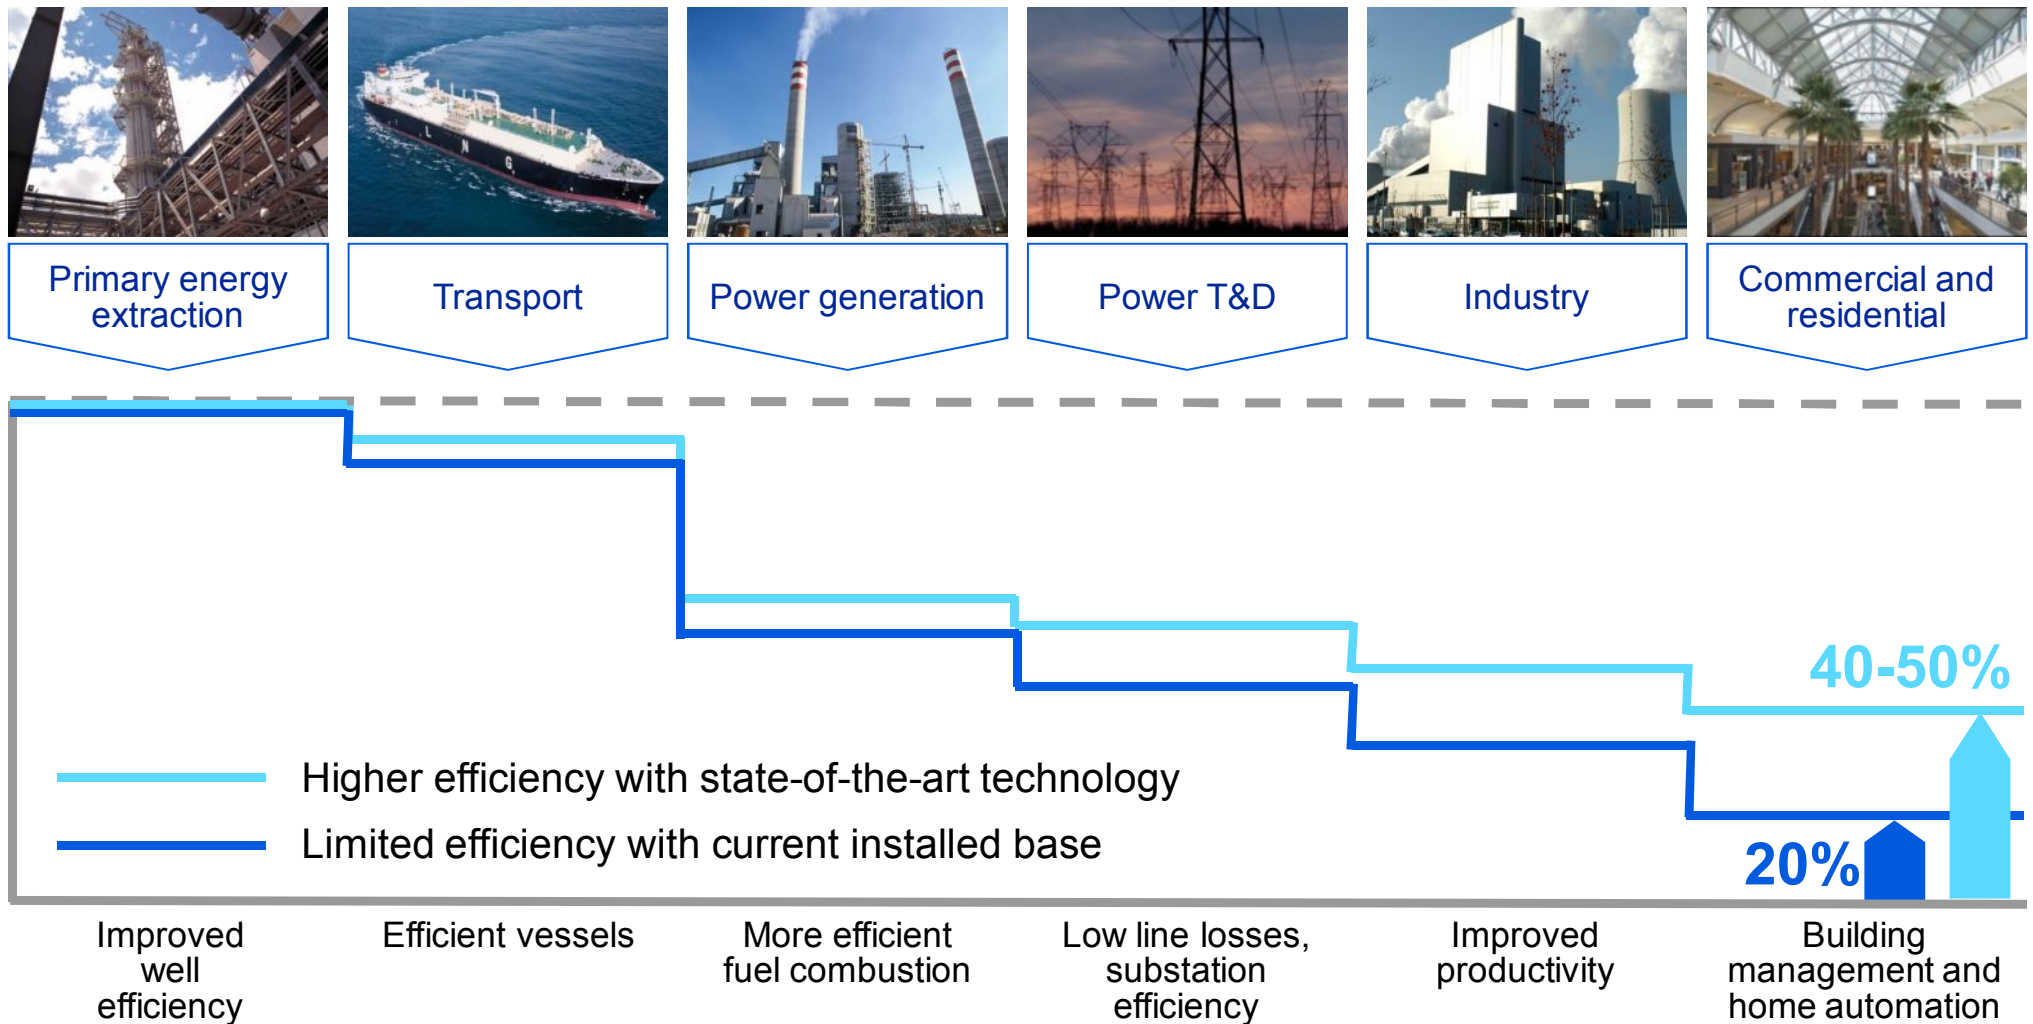 L N G
Primary energy
extraction
Transport
Power generation
Power T&D
Industry
Commercial and
residential
40-50%
Higher efficiency with state-of-the-art technology
Limited efficiency with current installed base
20%
Improved
well
efficiency
Efficient vessels
More efficient
fuel combustion
Low line losses,
substation
efficiency
Improved
productivity
Building
management and
home automation